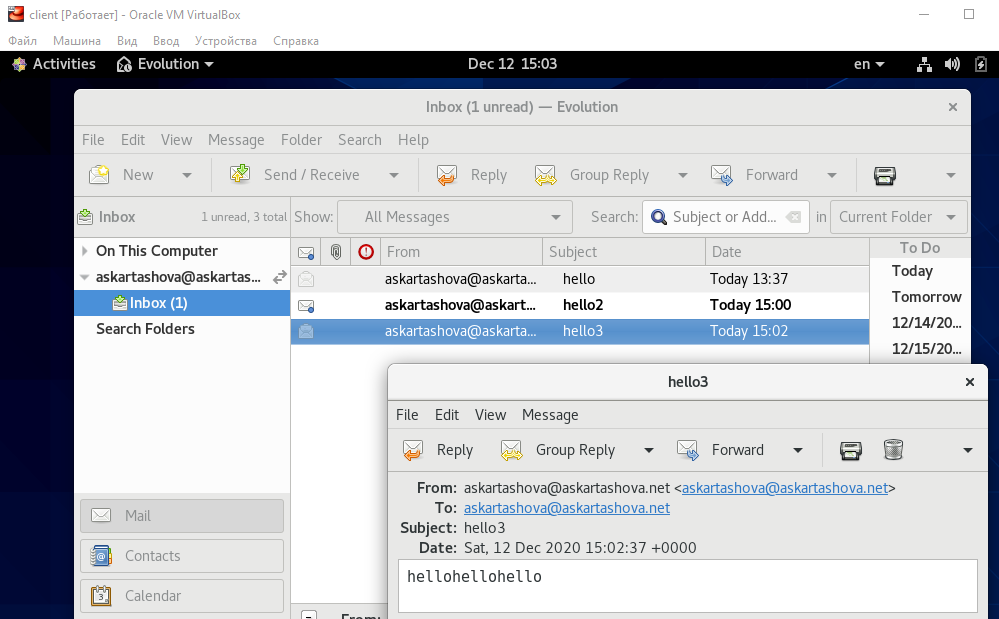 client [Работает] - Oracle VM VirtualBox
Файл Машина Вид Ввод Устройства Справка
Activities Evolution Dec 12 15:03 en
Inbox (1 unread) — Evolution
File Edit View Message Folder Search Help
New Send / Receive Reply Group Reply Forward
Inbox 1 unread, 3 total Show: All Messages Search: Subject or Add... in Current Folder
On This Computer
askartashova@askartas...
Inbox (1)
Search Folders
From Subject Date
askartashova@askarta... hello Today 13:37
askartashova@askart... hello2 Today 15:00
askartashova@askarta... hello3 Today 15:02
To Do
Today
Tomorrow
12/14/20...
12/15/20...
Mail
Contacts
Calendar
hello3
File Edit View Message
Reply Group Reply Forward
From: askartashova@askartashova.net <askartashova@askartashova.net>
To: askartashova@askartashova.net
Subject: hello3
Date: Sat, 12 Dec 2020 15:02:37 +0000
hellohellohello
From: